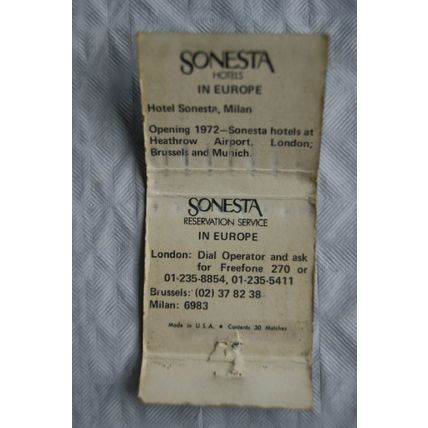 SONESTA
HOTELS
IN EUROPE
Hotel Sonesta, Milan
Opening 1972—Sonesta hotels at
Heathrow Airport, London;
Brussels and Munich.
SONESTA
RESERVATION SERVICE
IN EUROPE
London: Dial Operator and ask
for Freefone 270 or
01-235-8854, 01-235-5411
Brussels: (02) 37 82 38
Milan: 6983
Made in U.S.A. • Contents 30 Matches